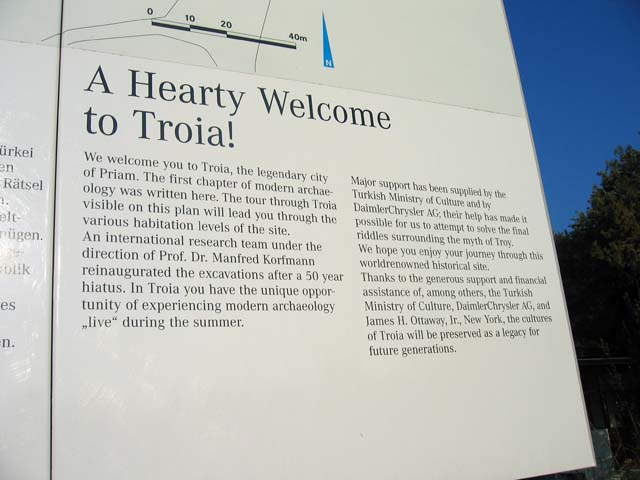 0
10
20
40m
N
A Hearty Welcome
to Troia!
We welcome you to Troia, the legendary city
of Priam. The first chapter of modern archae-
ology was written here. The tour through Troia
visible on this plan will lead you through the
various habitation levels of the site.
An international research team under the
direction of Prof. Dr. Manfred Korfmann
reinaugurated the excavations after a 50 year
hiatus. In Troia you have the unique oppor-
tunity of experiencing modern archaeology
„live“ during the summer.
Major support has been supplied by the
Turkish Ministry of Culture and by
DaimlerChrysler AG; their help has made it
possible for us to attempt to solve the final
riddles surrounding the myth of Troy.
We hope you enjoy your journey through this
worldrenowned historical site.
Thanks to the generous support and financial
assistance of, among others, the Turkish
Ministry of Culture, DaimlerChrysler AG, and
James H. Ottaway, Jr., New York, the cultures
of Troia will be preserved as a legacy for
future generations.
Rätsel